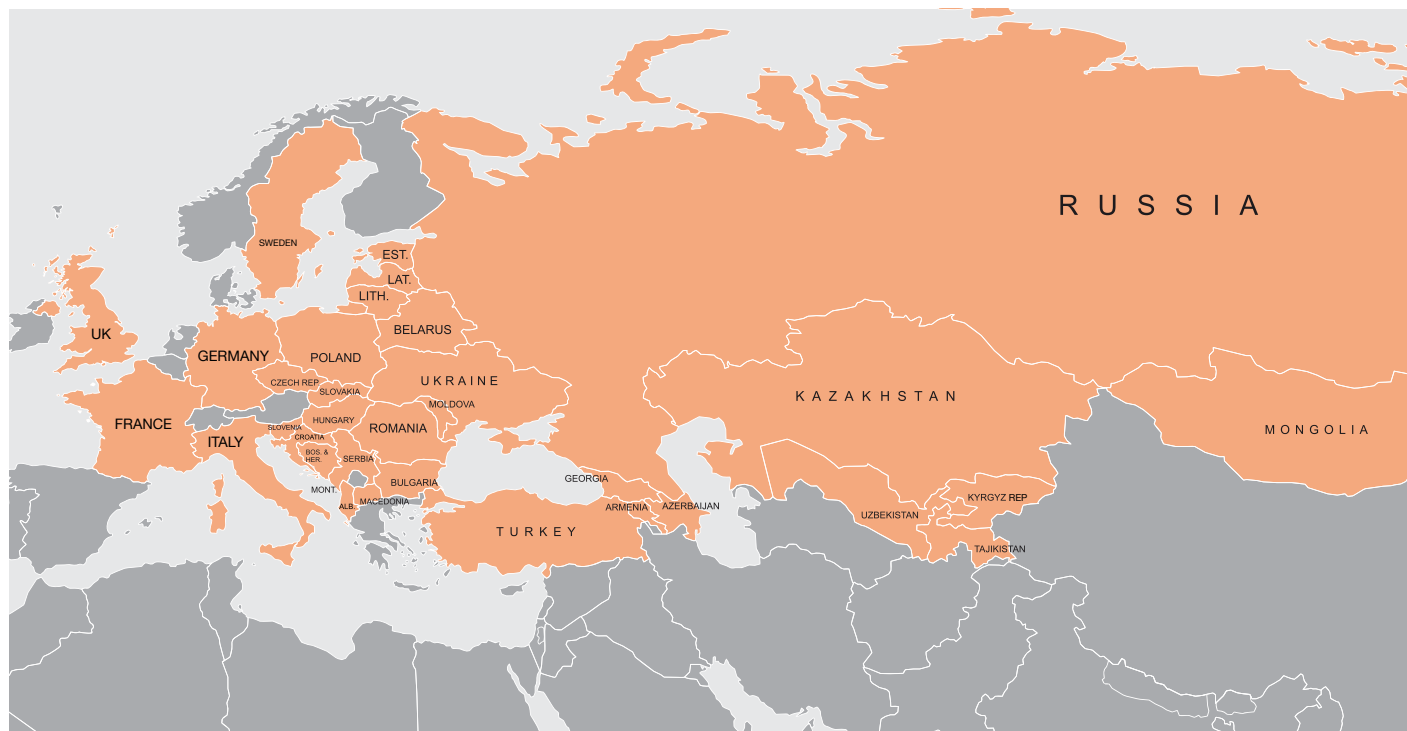 RUSSIA
SWEDEN
EST.
LAT.
LITH.
UK
BELARUS
GERMANY
POLAND
CZECH REP.
UKRAINE
SLOVAKIA
KAZAKHSTAN
MOLDOVA
FRANCE
HUNGARY
SLOVENIA
ROMANIA
MONGOLIA
ITALY
CROATIA
BOS. &
HER.
SERBIA
GEORGIA
BULGARIA
MONT.
KYRGYZ REP
MACEDONIA
ALB.
ARMENIA
AZERBAIJAN
UZBEKISTAN
TURKEY
TAJIKISTAN